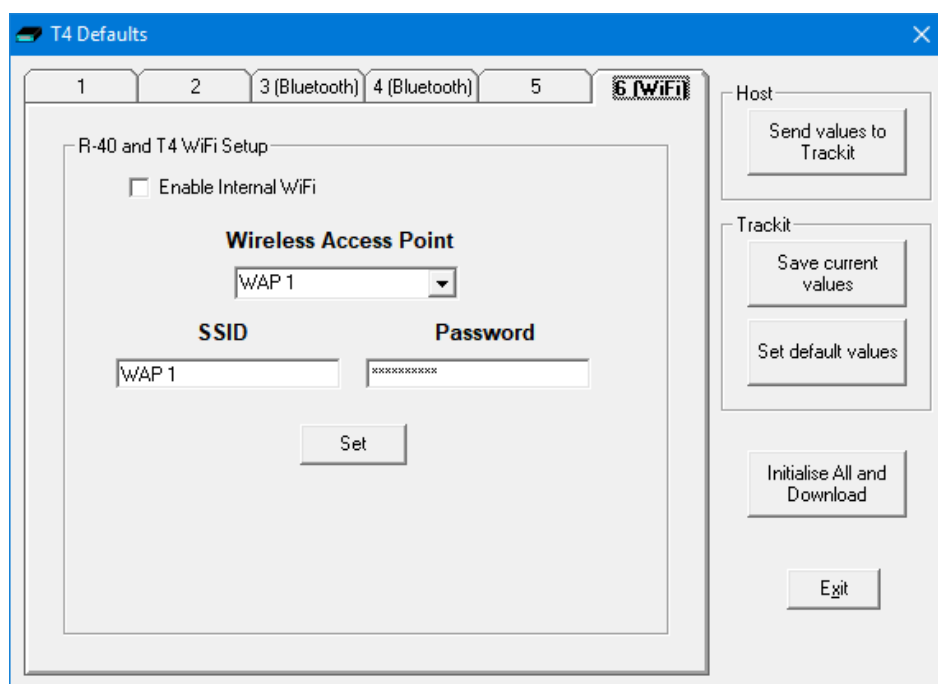 T4 Defaults
1 2 3 (Bluetooth) 4 (Bluetooth) 5 6 (WiFi)
R-40 and T4 WiFi Setup
Enable Internal WiFi
Wireless Access Point
WAP 1
SSID Password
WAP 1 **********
Set
Host
Send values to
Trackit
Trackit
Save current
values
Set default values
Initialise All and
Download
Exit